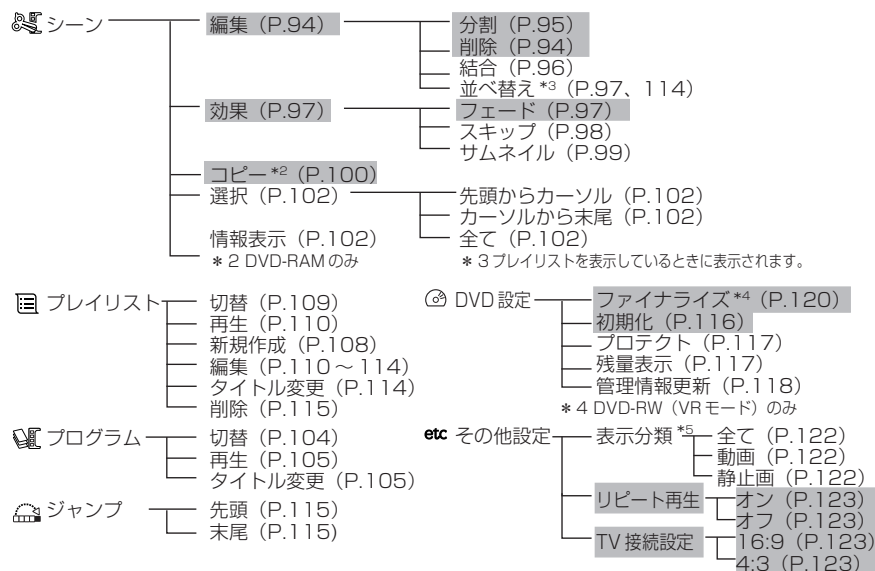 シーン
編集（P.94）
分割（P.95）
削除（P.94）
結合（P.96）
並べ替え*3（P.97、114）
効果（P.97）
フェード（P.97）
スキップ（P.98）
サムネイル（P.99）
コピー*2（P.100）
選択（P.102）
先頭からカーソル（P.102）
カーソルから末尾（P.102）
全て（P.102）
情報表示（P.102）
＊2 DVD-RAMのみ
＊3プレイリストを表示しているときに表示されます。
プレイリスト
切替（P.109）
再生（P.110）
新規作成（P.108）
編集（P.110～114）
タイトル変更（P.114）
削除（P.115）
プログラム
切替（P.104）
再生（P.105）
タイトル変更（P.105）
ジャンプ
先頭（P.115）
末尾（P.115）
DVD設定
ファイナライズ*4（P.120）
初期化（P.116）
プロテクト（P.117）
残量表示（P.117）
管理情報更新（P.118）
＊4 DVD-RW（VRモード）のみ
etc その他設定
表示分類*5
全て（P.122）
動画（P.122）
静止画（P.122）
リピート再生
オン（P.123）
オフ（P.123）
TV接続設定
16:9（P.123）
4:3（P.123）